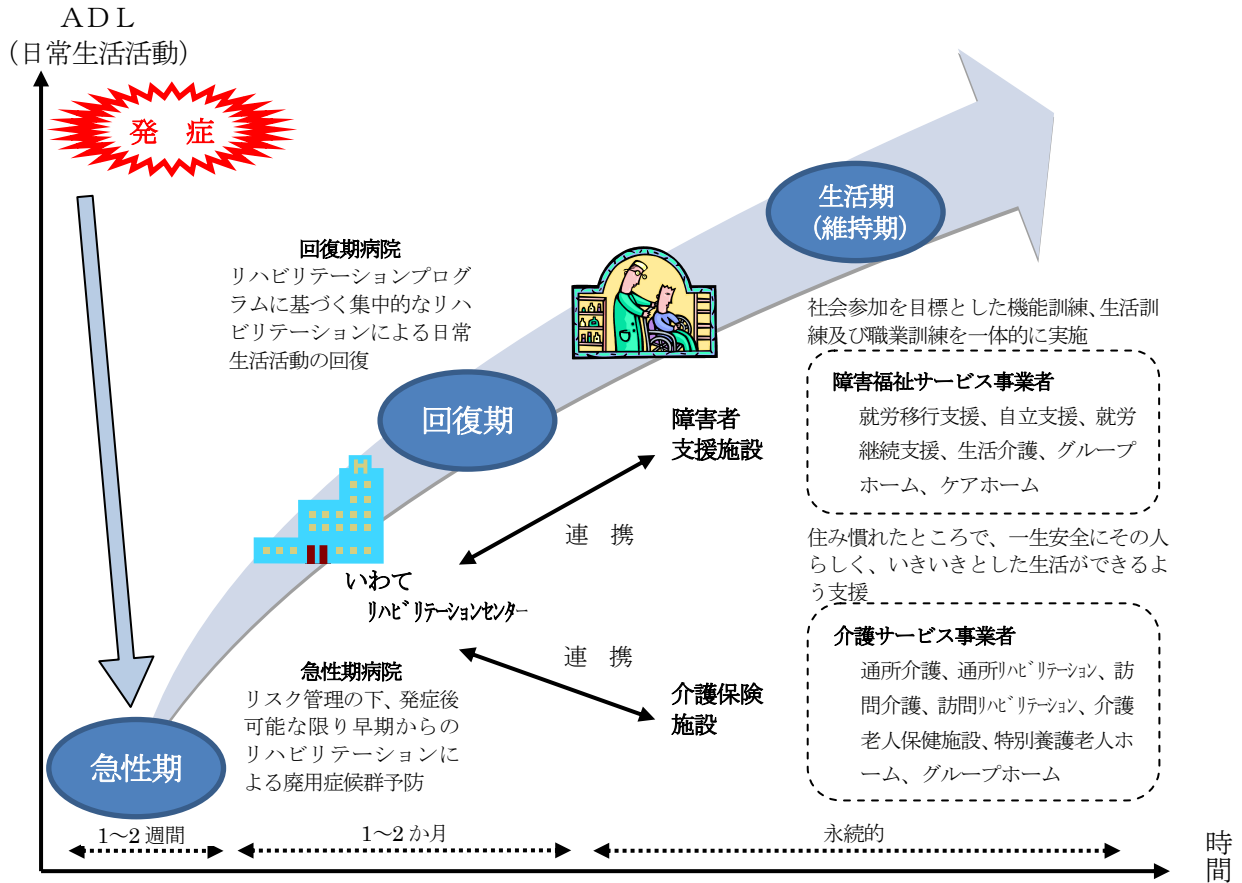 ＡＤＬ
（日常生活活動）
発　症
生活期
（維持期）
回復期病院
リハビリテーションプログ
ラムに基づく集中的なリハ
ビリテーションによる日常
生活活動の回復
社会参加を目標とした機能訓練、生活訓
練及び職業訓練を一体的に実施
障害福祉サービス事業者
就労移行支援、自立支援、就労
継続支援、生活介護、グループ
ホーム、ケアホーム
回復期
障害者
支援施設
H
連　携
住み慣れたところで、一生安全にその人
らしく、いきいきとした生活ができるよ
う支援
いわて
ﾘﾊﾋﾞﾘﾃｰｼｮﾝｾﾝﾀｰ
介護サービス事業者
通所介護、通所ﾘﾊﾋﾞﾘﾃｰｼｮﾝ、訪
問介護、訪問ﾘﾊﾋﾞﾘﾃｰｼｮﾝ、介護
老人保健施設、特別養護老人ホ
ーム、グループホーム
連　携
介護保険
施設
急性期病院
リスク管理の下、発症後
可能な限り早期からの
リハビリテーションに
よる廃用症候群予防
急性期
1～2 週間
1～2 か月
永続的
時
間